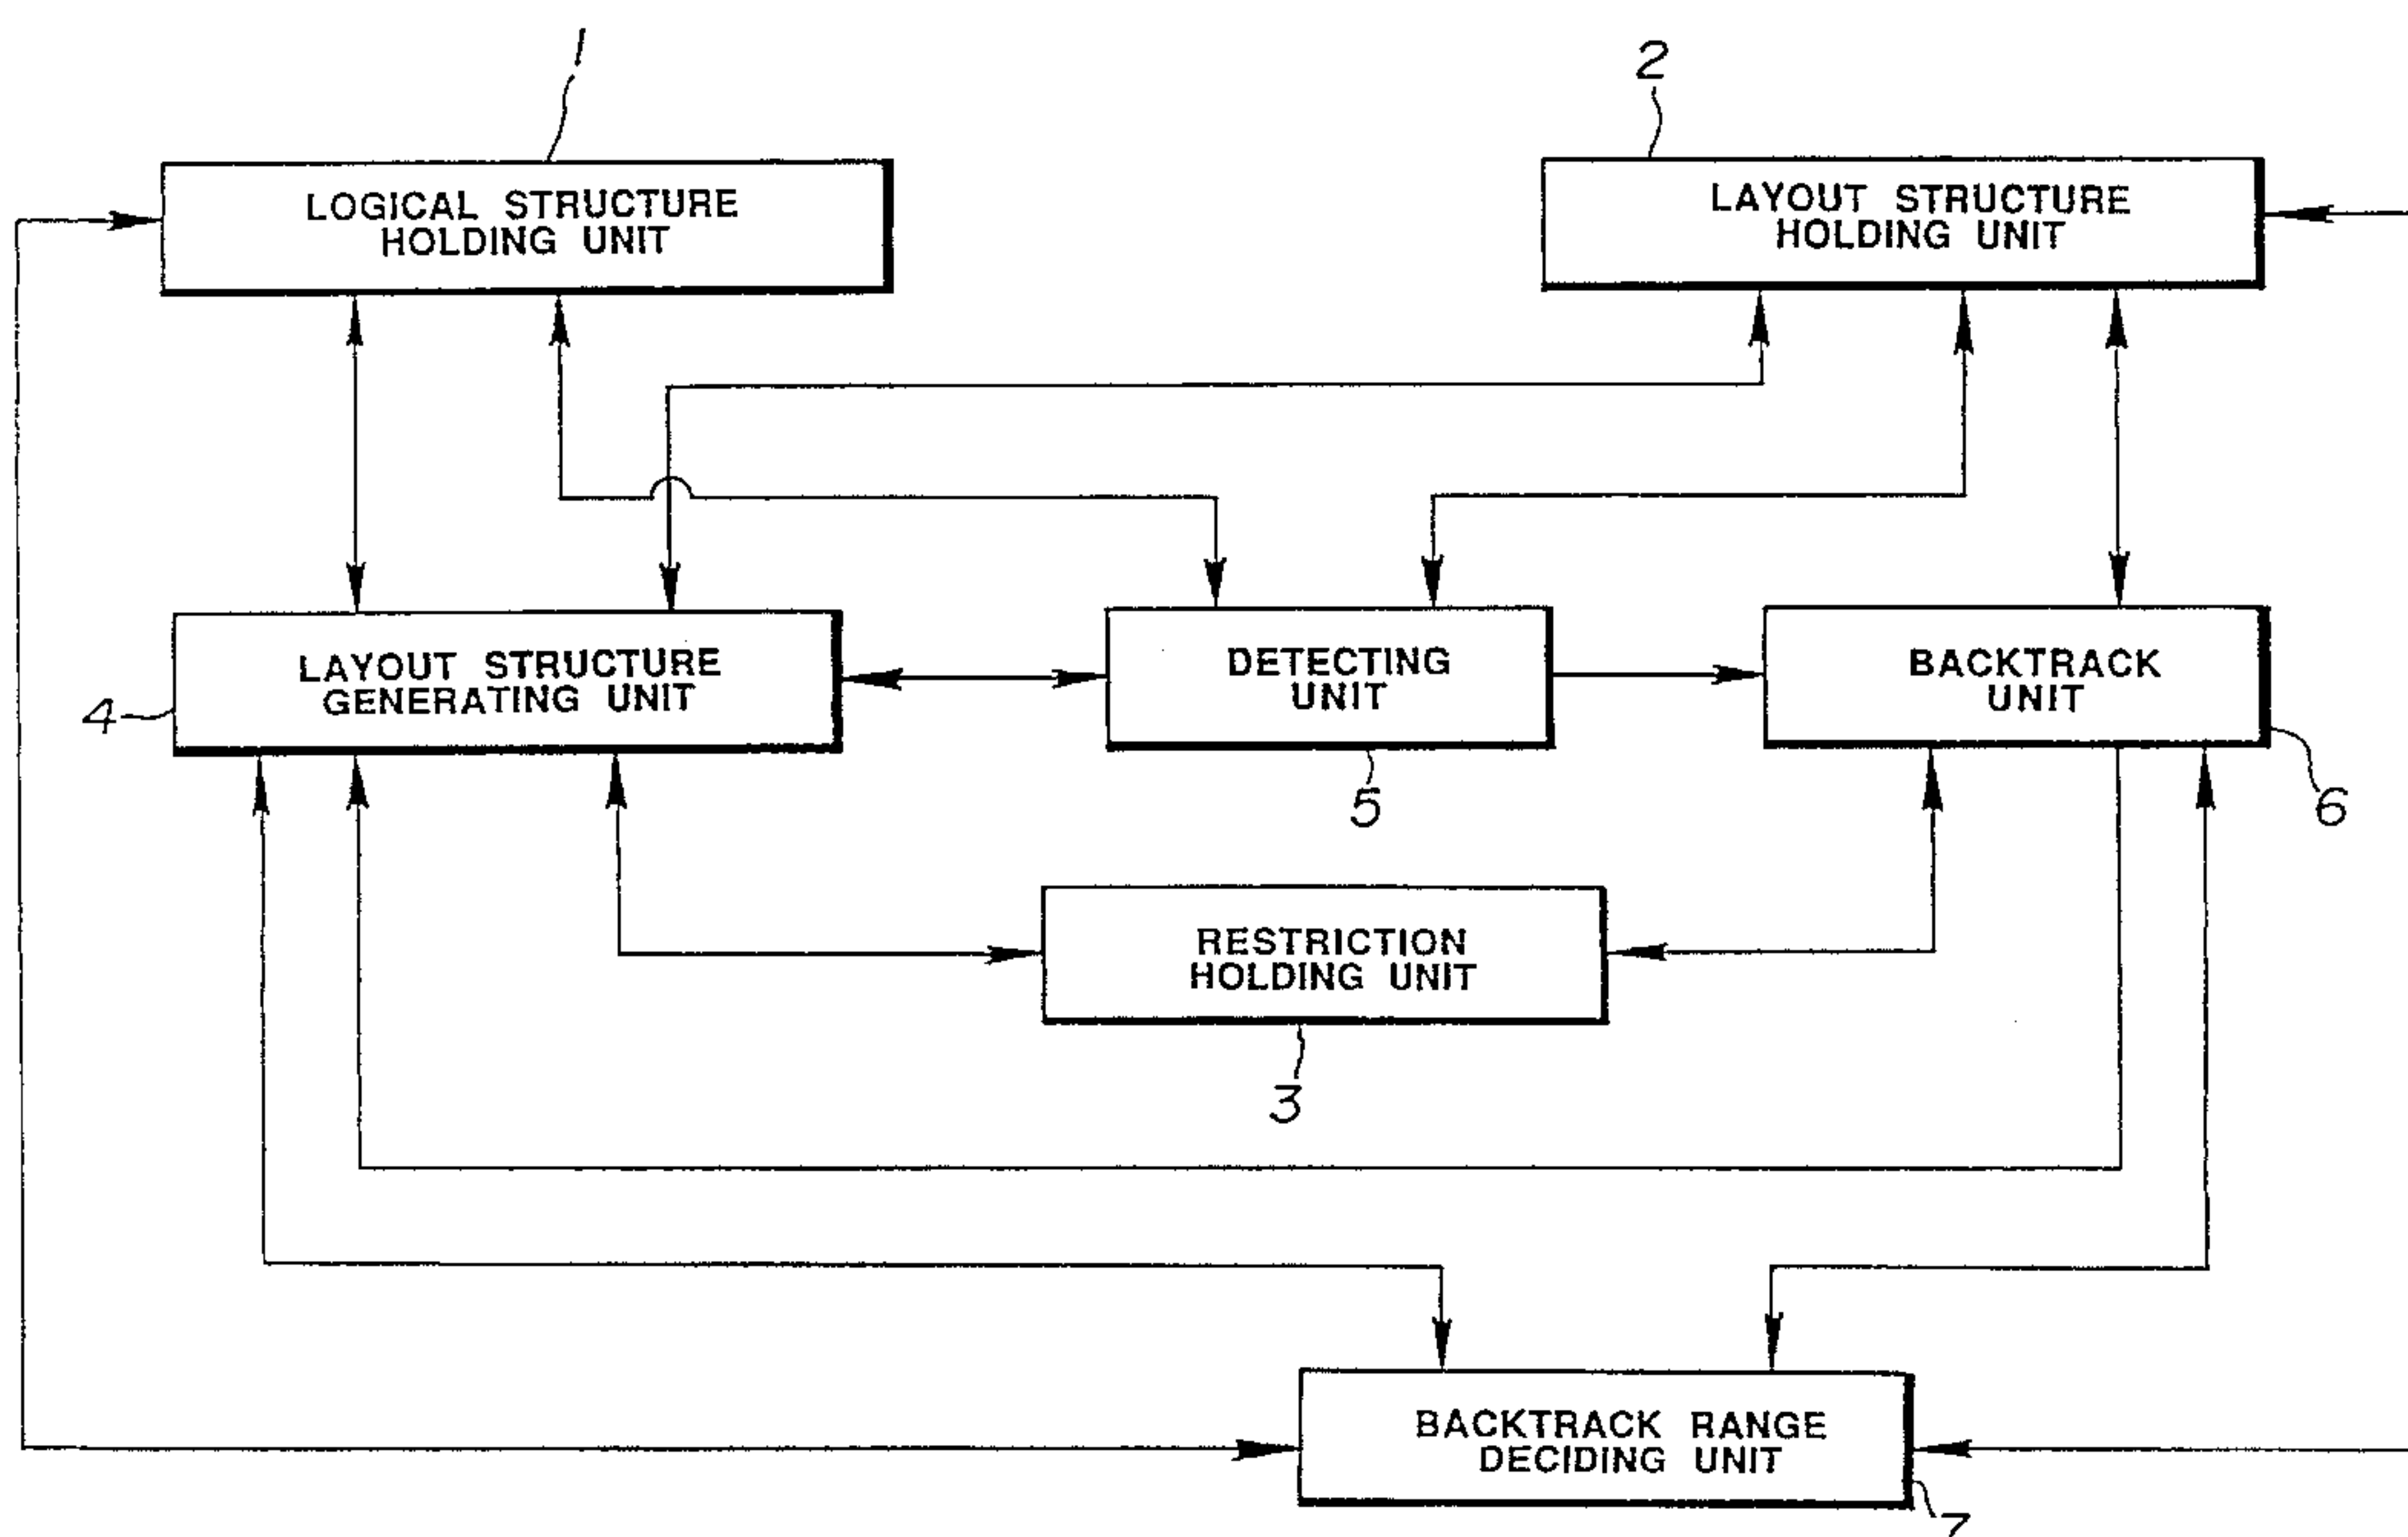 1
2
LOGICAL STRUCTURE
HOLDING UNIT
LAYOUT STRUCTURE
HOLDING UNIT
LAYOUT STRUCTURE
GENERATING UNIT
4
DETECTING
UNIT
5
BACKTRACK
UNIT
6
RESTRICTION
HOLDING UNIT
3
BACKTRACK RANGE
DECIDING UNIT
7